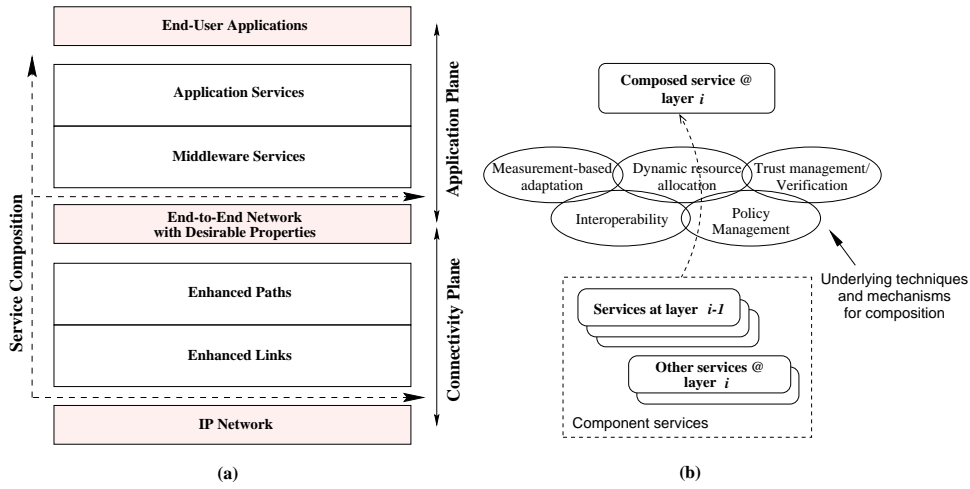 End-User Applications
Application Services
Middleware Services
End-to-End Network
with Desirable Properties
Enhanced Paths
Enhanced Links
IP Network
Service Composition
Application Plane
Connectivity Plane
(a)
Composed service @
layer i
Measurement-based
adaptation
Dynamic resource
allocation
Trust management/
Verification
Interoperability
Policy
Management
Underlying techniques
and mechanisms
for composition
Services at layer i-1
Other services @
layer i
Component services
(b)